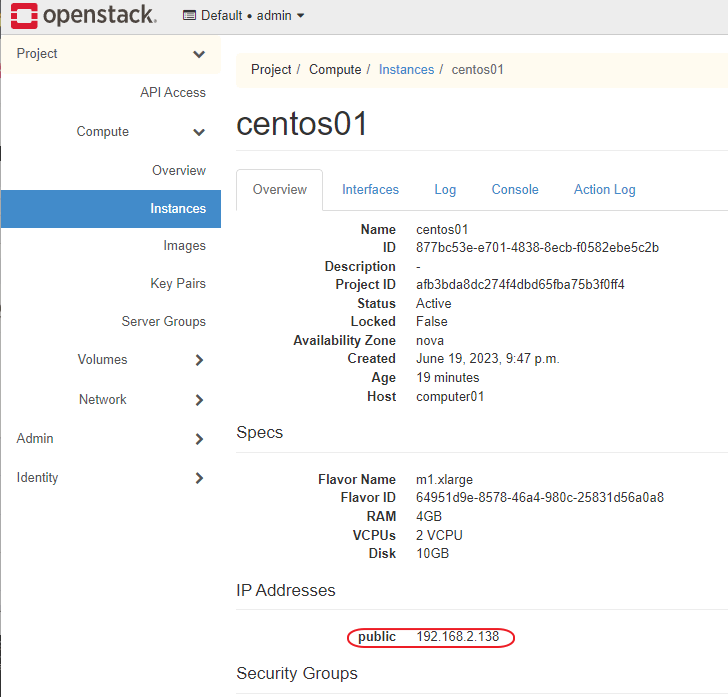 openstack. Default • admin
Project
API Access
Compute
Overview
Instances
Images
Key Pairs
Server Groups
Volumes
Network
Admin
Identity
Project / Compute / Instances / centos01
centos01
Overview Interfaces Log Console Action Log
Name centos01
ID 877bc53e-e701-4838-8ecb-f0582ebe5c2b
Description -
Project ID afb3bda8dc274f4dbd65fba75b3f0ff4
Status Active
Locked False
Availability Zone nova
Created June 19, 2023, 9:47 p.m.
Age 19 minutes
Host computer01
Specs
Flavor Name m1.xlarge
Flavor ID 64951d9e-8578-46a4-980c-25831d56a0a8
RAM 4GB
VCPUs 2 VCPU
Disk 10GB
IP Addresses
public 192.168.2.138
Security Groups